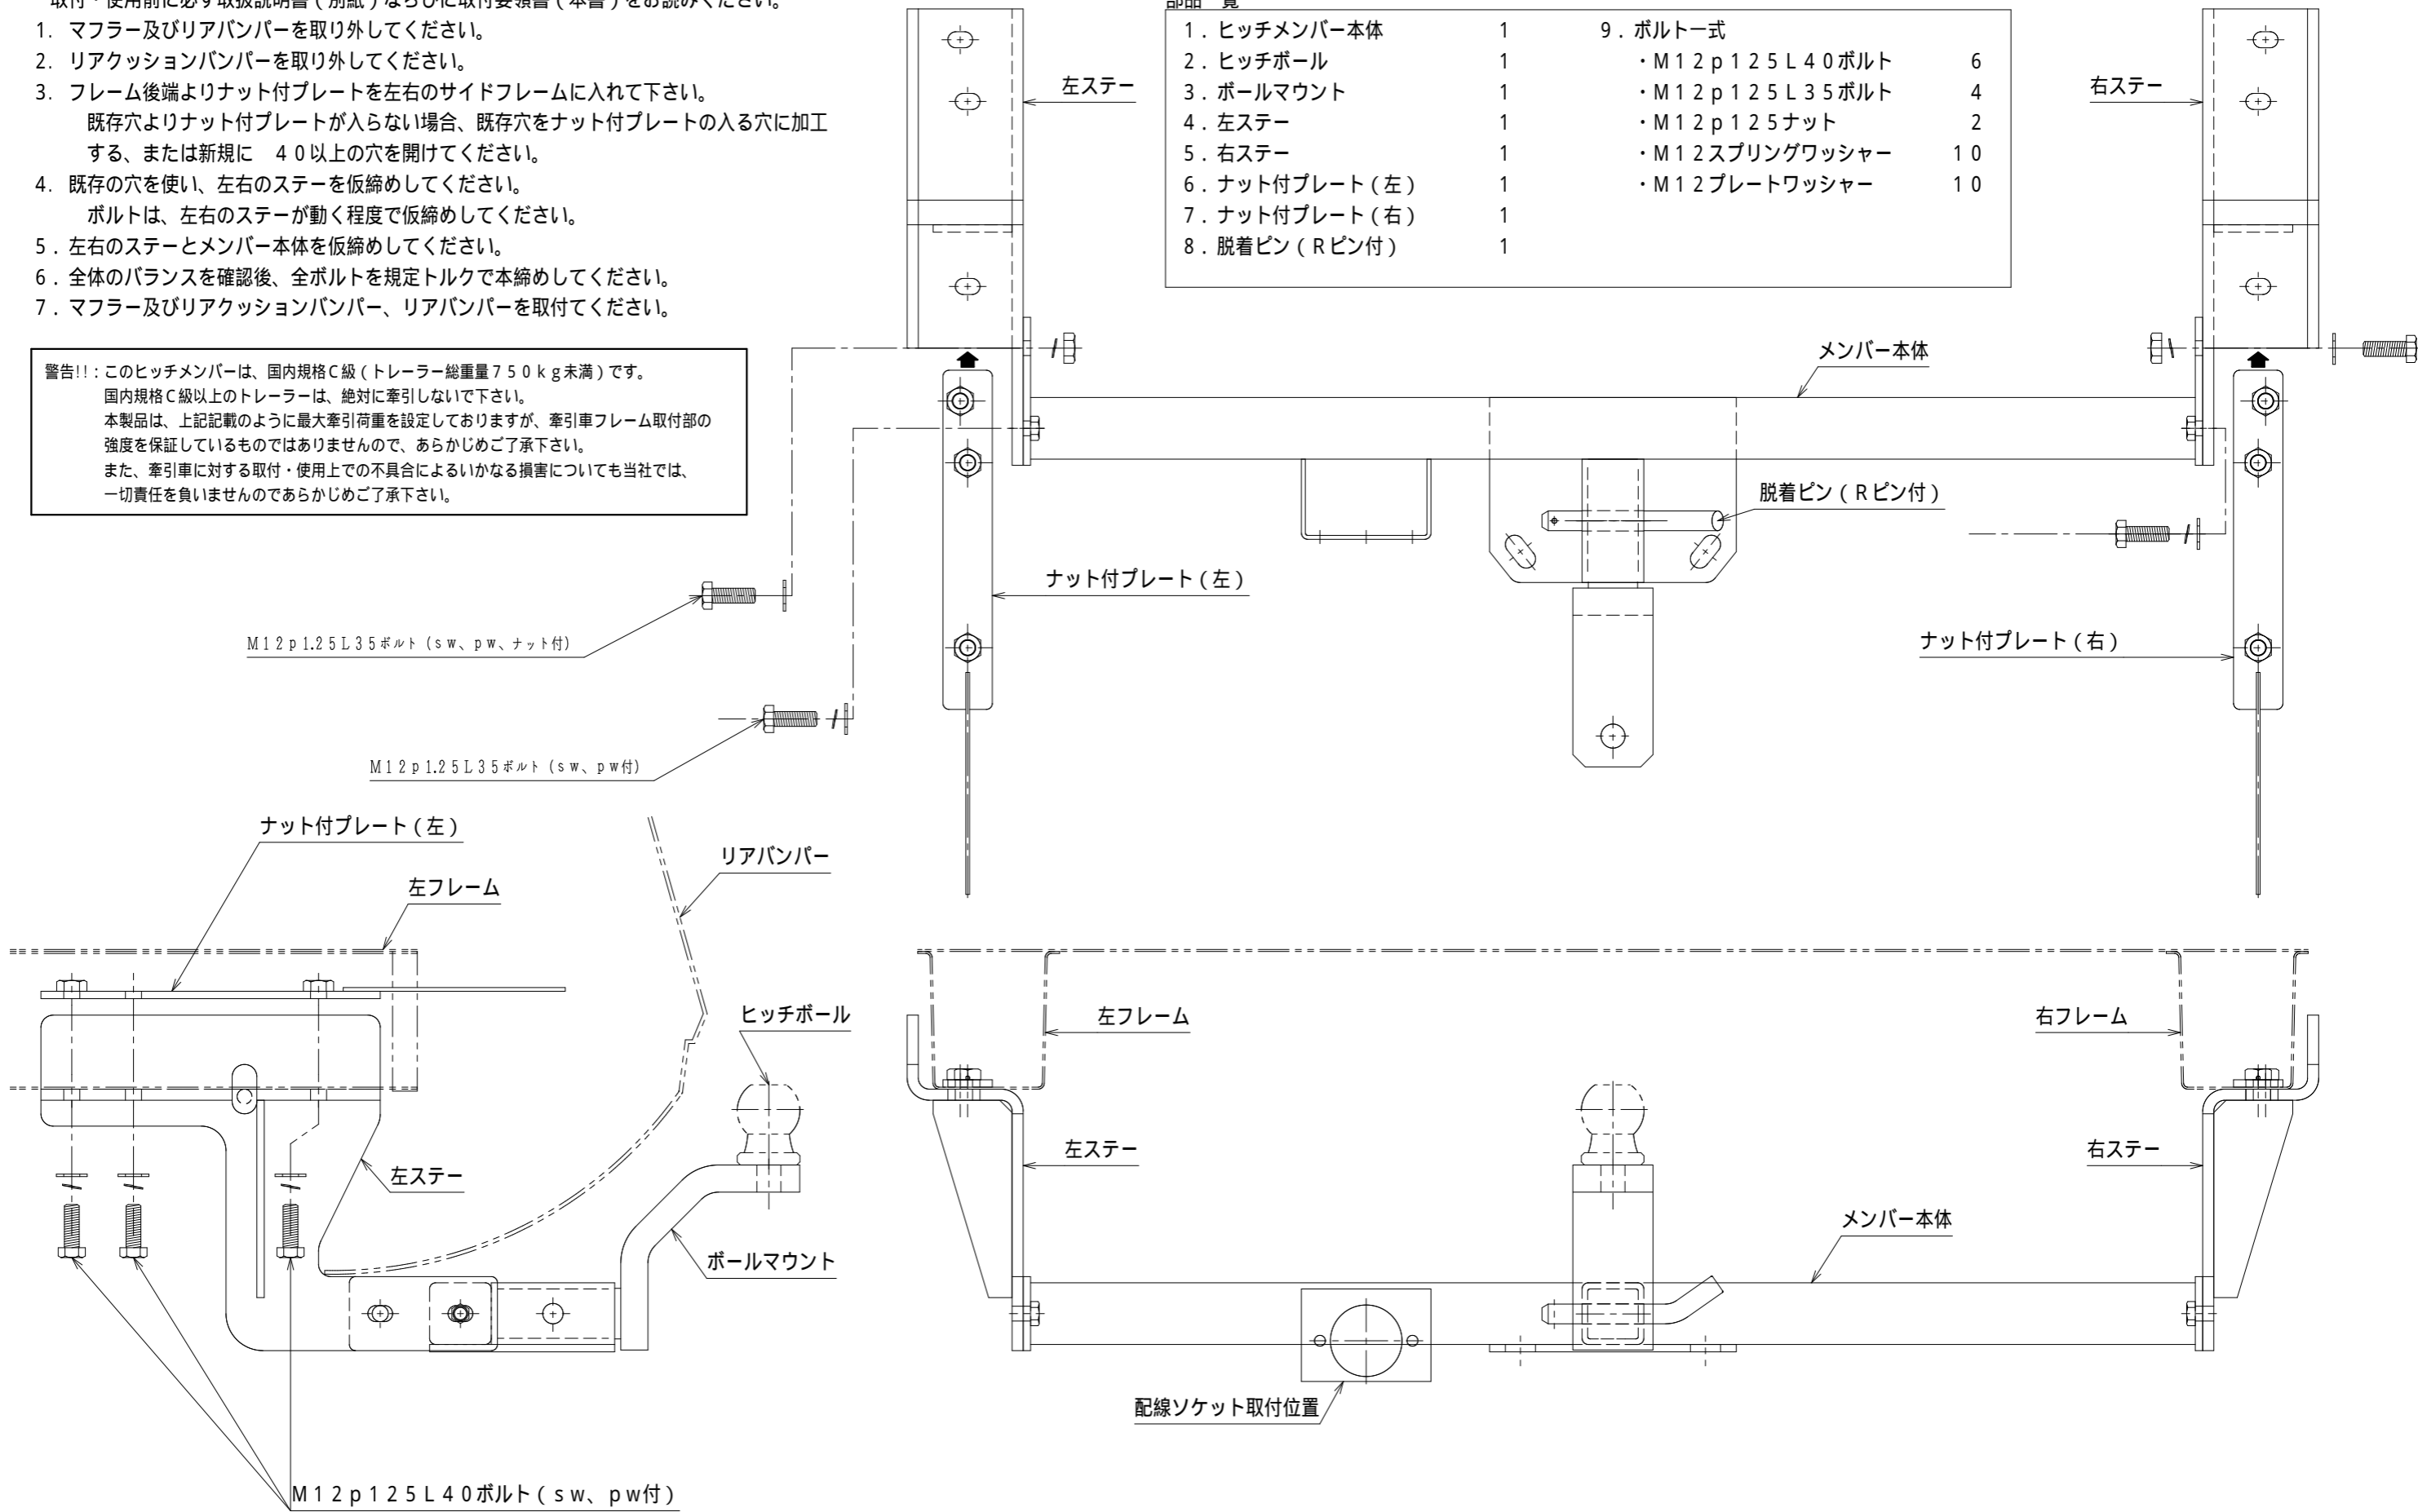 取付・使用前に必ず取扱説明書（別紙）ならびに取付要領書（本書）をお読みください。
1. マフラー及びリアバンパーを取り外してください。
2. リアクッションバンパーを取り外してください。
3. フレーム後端よりナット付プレートを左右のサイドフレームに入れて下さい。
既存穴よりナット付プレートが入らない場合、既存穴をナット付プレートの入る穴に加工
する、または新規に　４０以上の穴を開けてください。
4. 既存の穴を使い、左右のステーを仮締めしてください。
ボルトは、左右のステーが動く程度で仮締めしてください。
５．左右のステーとメンバー本体を仮締めしてください。
６．全体のバランスを確認後、全ボルトを規定トルクで本締めしてください。
７．マフラー及びリアクッションバンパー、リアバンパーを取付てください。
警告!!：このヒッチメンバーは、国内規格Ｃ級（トレーラー総重量７５０ｋｇ未満）です。
国内規格Ｃ級以上のトレーラーは、絶対に牽引しないで下さい。
本製品は、上記記載のように最大牽引荷重を設定しておりますが、牽引車フレーム取付部の
強度を保証しているものではありませんので、あらかじめご了承下さい。
また、牽引車に対する取付・使用上での不具合によるいかなる損害についても当社では、
一切責任を負いませんのであらかじめご了承下さい。
部品一覧
１．ヒッチメンバー本体　１
２．ヒッチボール　１
３．ボールマウント　１
４．左ステー　１
５．右ステー　１
６．ナット付プレート（左）　１
７．ナット付プレート（右）　１
８．脱着ピン（Ｒピン付）　１
９．ボルト一式
・Ｍ１２ｐ１２５Ｌ４０ボルト　６
・Ｍ１２ｐ１２５Ｌ３５ボルト　４
・Ｍ１２ｐ１２５ナット　２
・Ｍ１２スプリングワッシャー　１０
・Ｍ１２プレートワッシャー　１０
左ステー
右ステー
メンバー本体
脱着ピン（Ｒピン付）
ナット付プレート（左）
ナット付プレート（右）
Ｍ１２ｐ1.25Ｌ３５ボルト（ｓｗ、ｐｗ、ナット付）
Ｍ１２ｐ1.25Ｌ３５ボルト（ｓｗ、ｐｗ付）
ナット付プレート（左）
左フレーム
リアバンパー
ヒッチボール
左ステー
ボールマウント
Ｍ１２ｐ１２５Ｌ４０ボルト（ｓｗ、ｐｗ付）
左フレーム
右フレーム
左ステー
右ステー
メンバー本体
配線ソケット取付位置